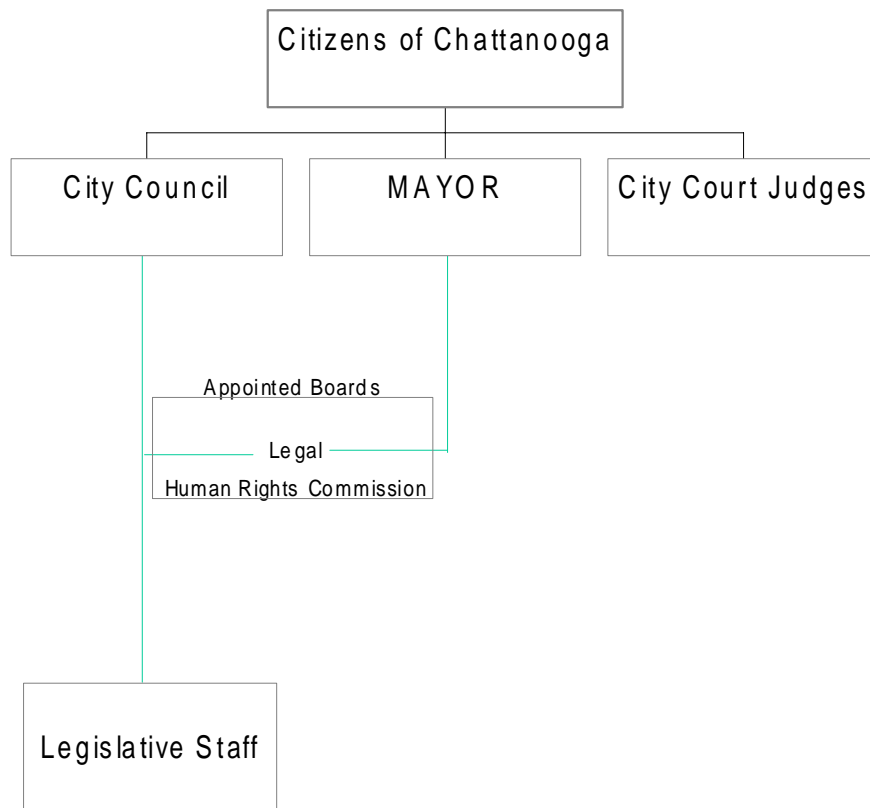 Citizens of Chattanooga
City Council
MAYOR
City Court Judges
Appointed Boards
Legal
Human Rights Commission
Legislative Staff